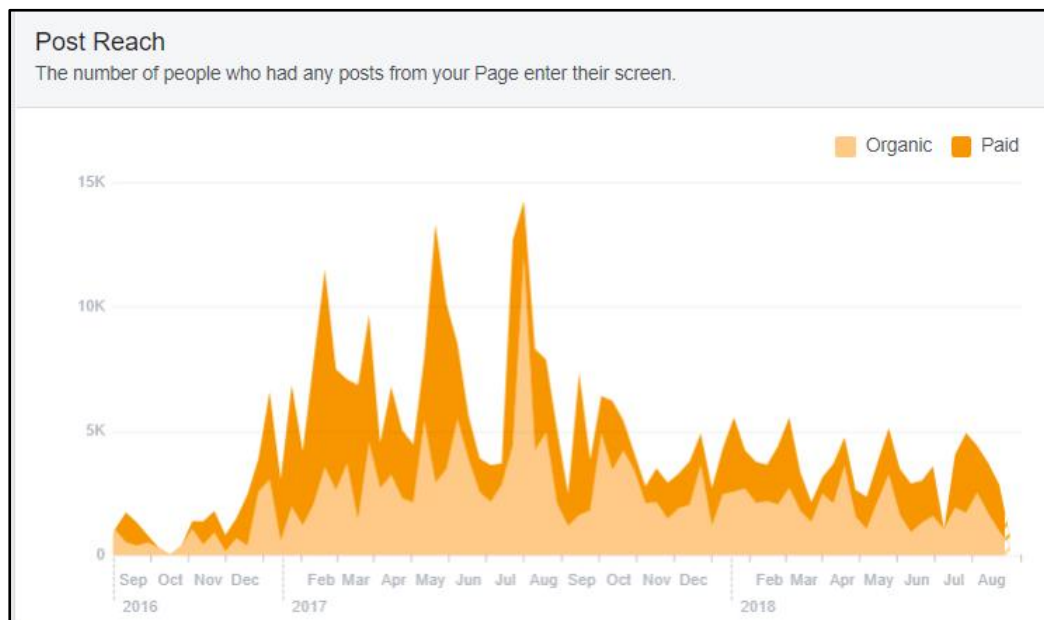 Post Reach
The number of people who had any posts from your Page enter their screen.
Organic Paid
15K
10K
5K
0
Sep Oct Nov Dec Feb Mar Apr May Jun Jul Aug Sep Oct Nov Dec Feb Mar Apr May Jun Jul Aug
2016 2017 2018